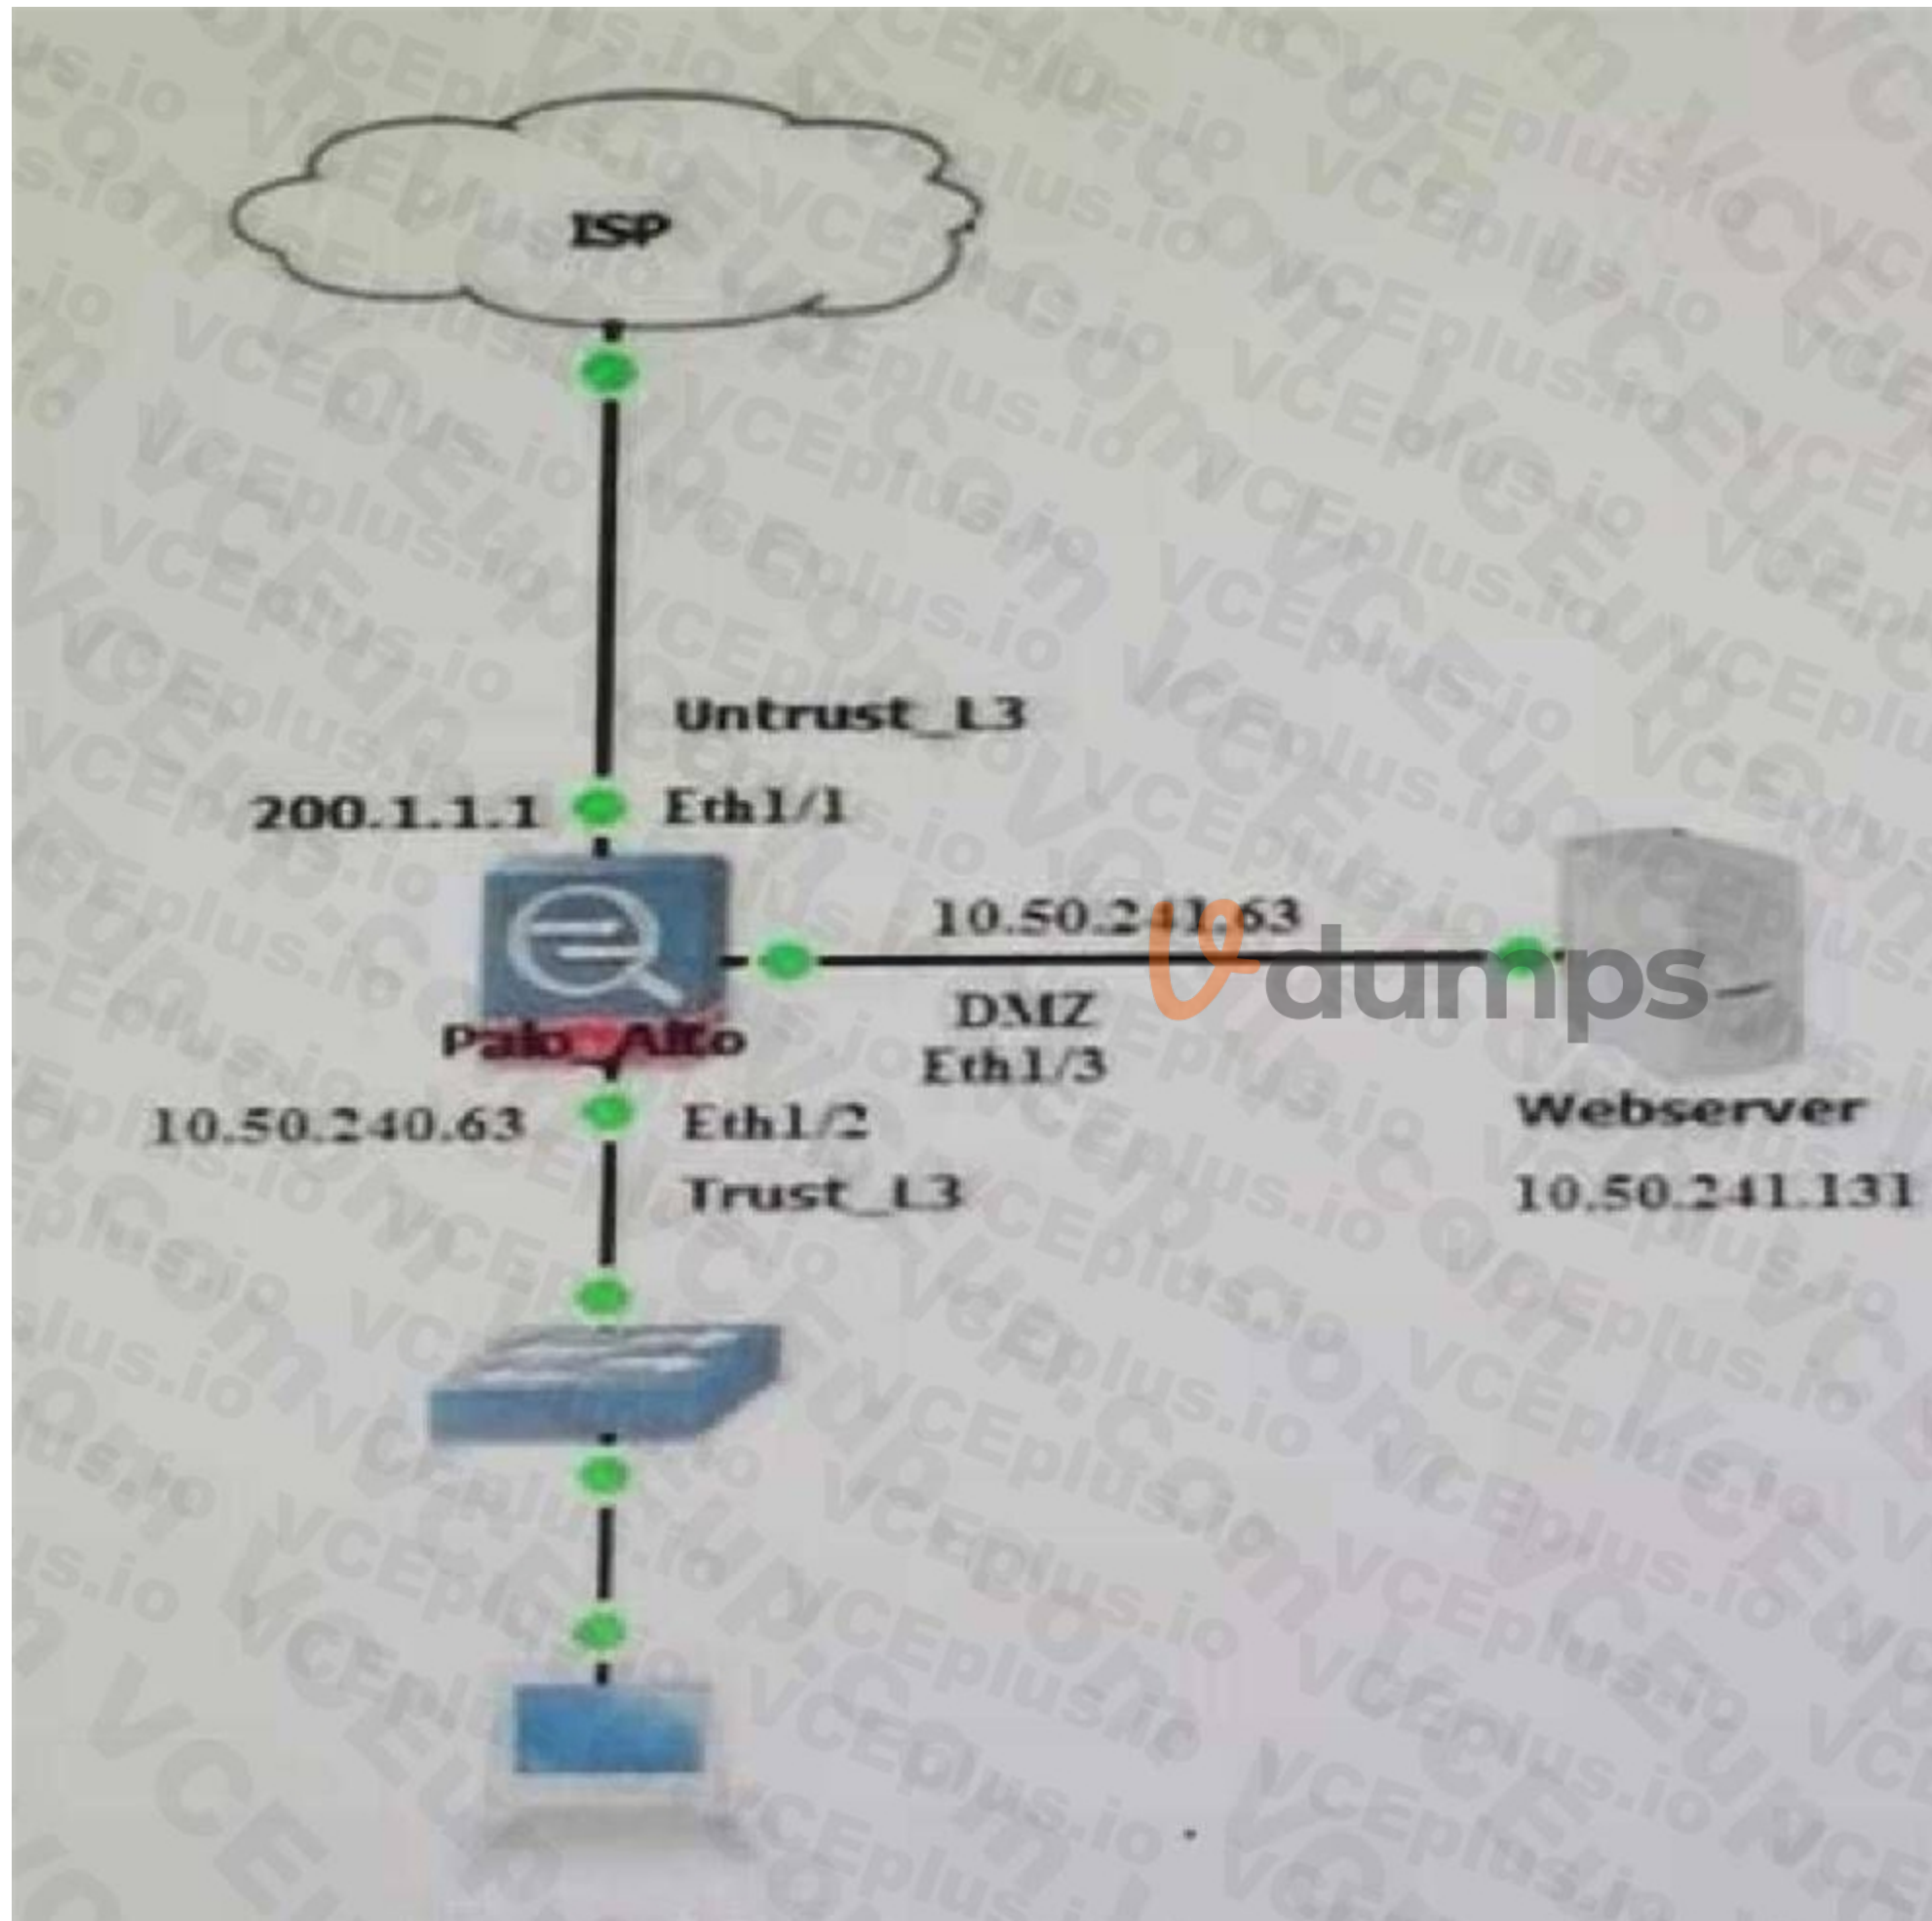 ISP
Untrust_L3
200.1.1.1 Eth1/1
10.50.241.63
dumps
DMZ
Palo_Alto
Eth1/3
10.50.240.63 Eth1/2
Webserver
Trust_L3
10.50.241.131